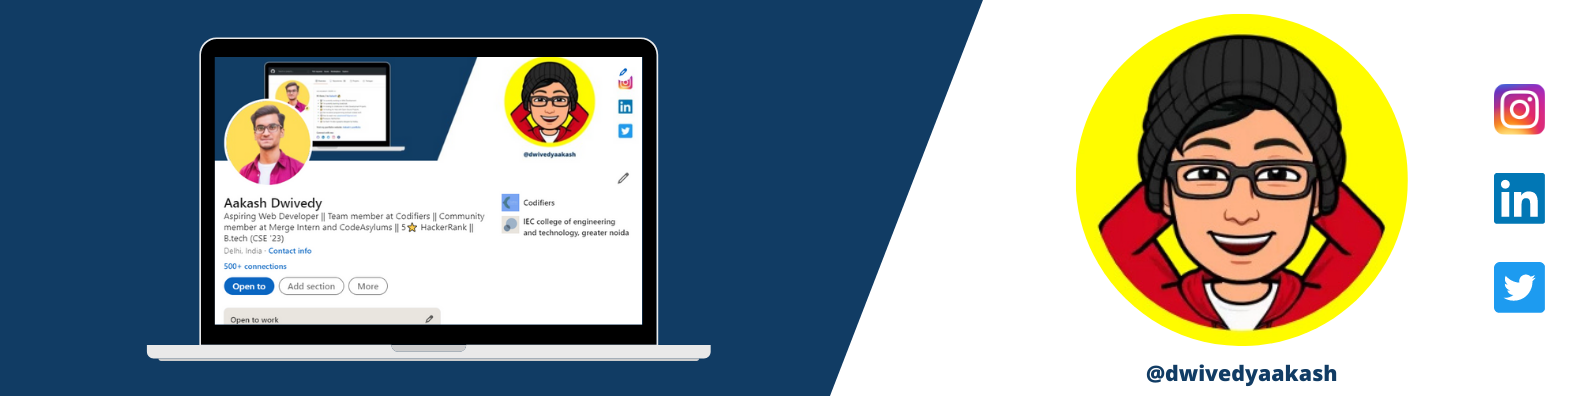 @dwivedyaakash
Aakash Dwivedy
Aspiring Web Developer || Team member at Codifiers || Community
member at Merge Intern and CodeAsylums || 5⭐ HackerRank ||
B.tech (CSE '23)
Delhi, India · Contact info
500+ connections
Open to
Add section
More
Open to work
Codifiers
IEC college of engineering
and technology, greater noida
in
in
@dwivedyaakash